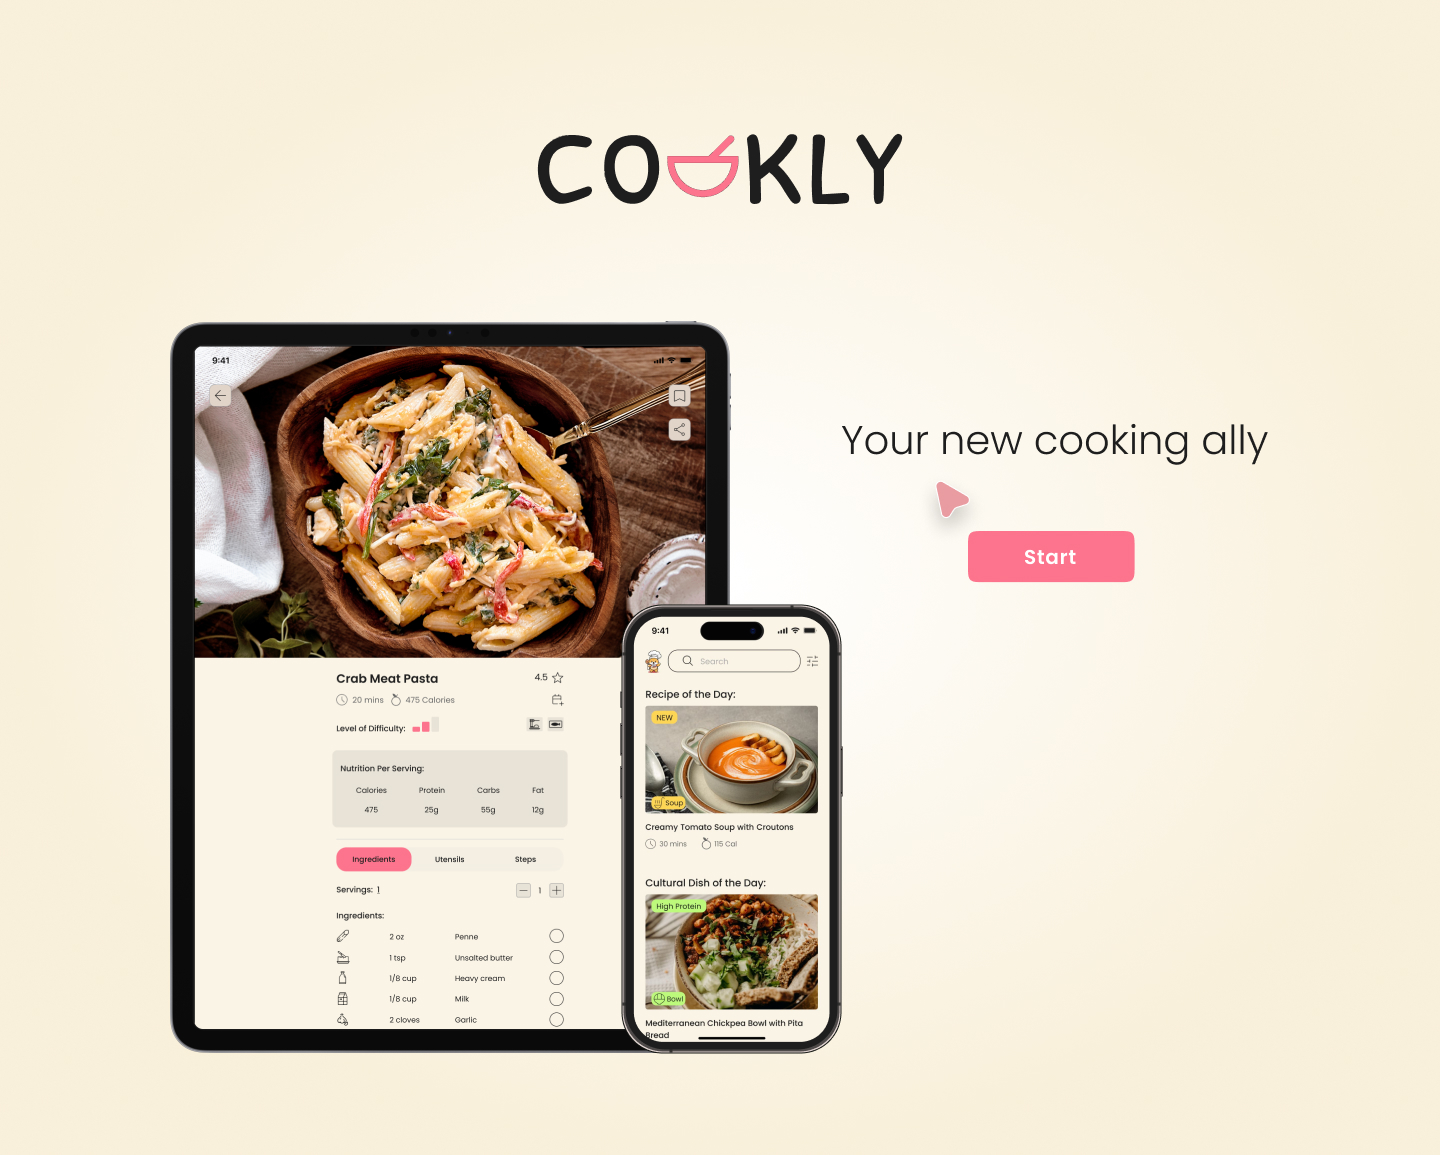 COOKLY
Your new cooking ally
Start
9:41
Crab Meat Pasta
4.5
20 mins
475 Calories
Level of Difficulty:
Nutrition Per Serving:
Calories Protein Carbs Fat
475 25g 55g 12g
Ingredients Utensils Steps
Servings: 1
1
Ingredients:
2 oz Penne
1 tsp Unsalted butter
1/8 cup Heavy cream
1/8 cup Milk
2 cloves Garlic
9:41
Search
Recipe of the Day:
NEW
Soup
Creamy Tomato Soup with Croutons
30 mins 115 Cal
Cultural Dish of the Day:
High Protein
Bowl
Mediterranean Chickpea Bowl with Pita
Bread